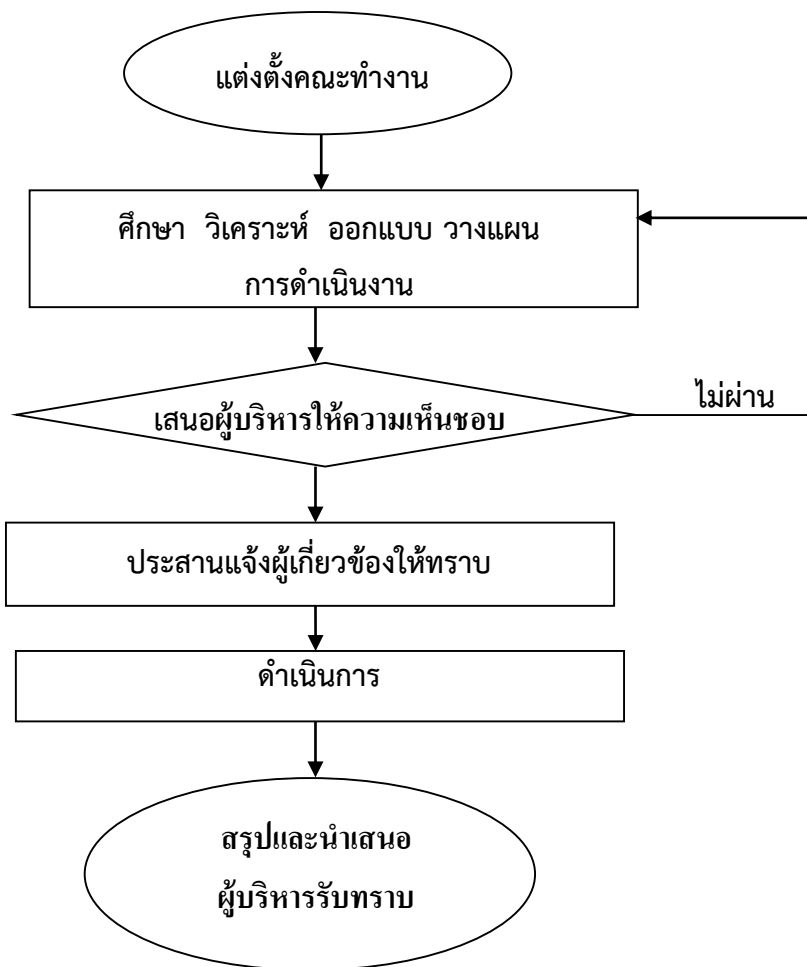 แต่งตั้งคณะทำงาน
ศึกษา วิเคราะห์ ออกแบบ วางแผน
การดำเนินงาน
เสนอผู้บริหารให้ความเห็นชอบ
ไม่ผ่าน
ประสานแจ้งผู้เกี่ยวข้องให้ทราบ
ดำเนินการ
สรุปและนำเสนอ
ผู้บริหารรับทราบ